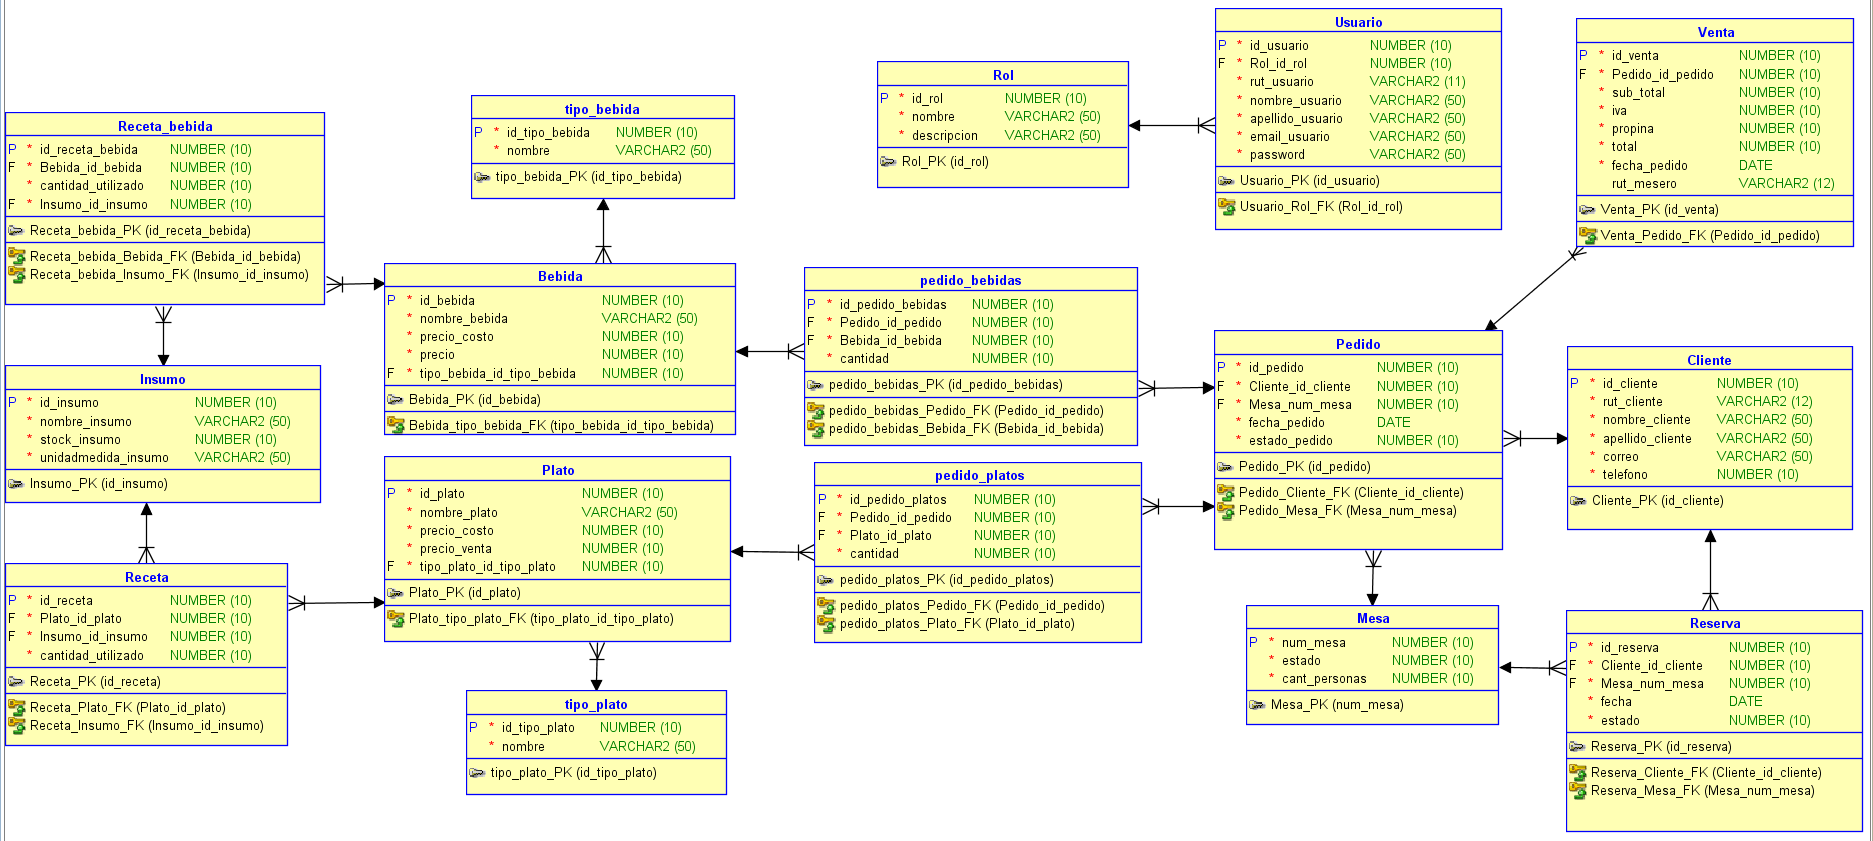 Receta_bebida
P * id_receta_bebida NUMBER (10)
F * Bebida_id_bebida NUMBER (10)
* cantidad_utilizado NUMBER (10)
F * Insumo_id_insumo NUMBER (10)
Receta_bebida_PK (id_receta_bebida)
Receta_bebida_Bebida_FK (Bebida_id_bebida)
Receta_bebida_Insumo_FK (Insumo_id_insumo)
Insumo
P * id_insumo NUMBER (10)
* nombre_insumo VARCHAR2 (50)
* stock_insumo NUMBER (10)
* unidadmedida_insumo VARCHAR2 (50)
Insumo_PK (id_insumo)
Receta
P * id_receta NUMBER (10)
F * Plato_id_plato NUMBER (10)
F * Insumo_id_insumo NUMBER (10)
* cantidad_utilizado NUMBER (10)
Receta_PK (id_receta)
Receta_Plato_FK (Plato_id_plato)
Receta_Insumo_FK (Insumo_id_insumo)
tipo_bebida
P * id_tipo_bebida NUMBER (10)
* nombre VARCHAR2 (50)
tipo_bebida_PK (id_tipo_bebida)
Bebida
P * id_bebida NUMBER (10)
* nombre_bebida VARCHAR2 (50)
* precio_costo NUMBER (10)
* precio NUMBER (10)
F * tipo_bebida_id_tipo_bebida NUMBER (10)
Bebida_PK (id_bebida)
Bebida_tipo_bebida_FK (tipo_bebida_id_tipo_bebida)
Plato
P * id_plato NUMBER (10)
* nombre_plato VARCHAR2 (50)
* precio_costo NUMBER (10)
* precio_venta NUMBER (10)
F * tipo_plato_id_tipo_plato NUMBER (10)
Plato_PK (id_plato)
Plato_tipo_plato_FK (tipo_plato_id_tipo_plato)
tipo_plato
P * id_tipo_plato NUMBER (10)
* nombre VARCHAR2 (50)
tipo_plato_PK (id_tipo_plato)
Rol
P * id_rol NUMBER (10)
* nombre VARCHAR2 (50)
* descripcion VARCHAR2 (50)
Rol_PK (id_rol)
pedido_bebidas
P * id_pedido_bebidas NUMBER (10)
F * Pedido_id_pedido NUMBER (10)
F * Bebida_id_bebida NUMBER (10)
* cantidad NUMBER (10)
pedido_bebidas_PK (id_pedido_bebidas)
pedido_bebidas_Pedido_FK (Pedido_id_pedido)
pedido_bebidas_Bebida_FK (Bebida_id_bebida)
pedido_platos
P * id_pedido_platos NUMBER (10)
F * Pedido_id_pedido NUMBER (10)
F * Plato_id_plato NUMBER (10)
* cantidad NUMBER (10)
pedido_platos_PK (id_pedido_platos)
pedido_platos_Pedido_FK (Pedido_id_pedido)
pedido_platos_Plato_FK (Plato_id_plato)
Usuario
P * id_usuario NUMBER (10)
F * Rol_id_rol NUMBER (10)
* rut_usuario VARCHAR2 (11)
* nombre_usuario VARCHAR2 (50)
* apellido_usuario VARCHAR2 (50)
* email_usuario VARCHAR2 (50)
* password VARCHAR2 (50)
Usuario_PK (id_usuario)
Usuario_Rol_FK (Rol_id_rol)
Pedido
P * id_pedido NUMBER (10)
F * Cliente_id_cliente NUMBER (10)
F * Mesa_num_mesa NUMBER (10)
* fecha_pedido DATE
* estado_pedido NUMBER (10)
Pedido_PK (id_pedido)
Pedido_Cliente_FK (Cliente_id_cliente)
Pedido_Mesa_FK (Mesa_num_mesa)
Mesa
P * num_mesa NUMBER (10)
* estado NUMBER (10)
* cant_personas NUMBER (10)
Mesa_PK (num_mesa)
Venta
P * id_venta NUMBER (10)
F * Pedido_id_pedido NUMBER (10)
* sub_total NUMBER (10)
* iva NUMBER (10)
* propina NUMBER (10)
* total NUMBER (10)
* fecha_pedido DATE
rut_mesero VARCHAR2 (12)
Venta_PK (id_venta)
Venta_Pedido_FK (Pedido_id_pedido)
Cliente
P * id_cliente NUMBER (10)
* rut_cliente VARCHAR2 (12)
* nombre_cliente VARCHAR2 (50)
* apellido_cliente VARCHAR2 (50)
* correo VARCHAR2 (50)
* telefono NUMBER (10)
Cliente_PK (id_cliente)
Reserva
P * id_reserva NUMBER (10)
F * Cliente_id_cliente NUMBER (10)
F * Mesa_num_mesa NUMBER (10)
* fecha DATE
* estado NUMBER (10)
Reserva_PK (id_reserva)
Reserva_Cliente_FK (Cliente_id_cliente)
Reserva_Mesa_FK (Mesa_num_mesa)